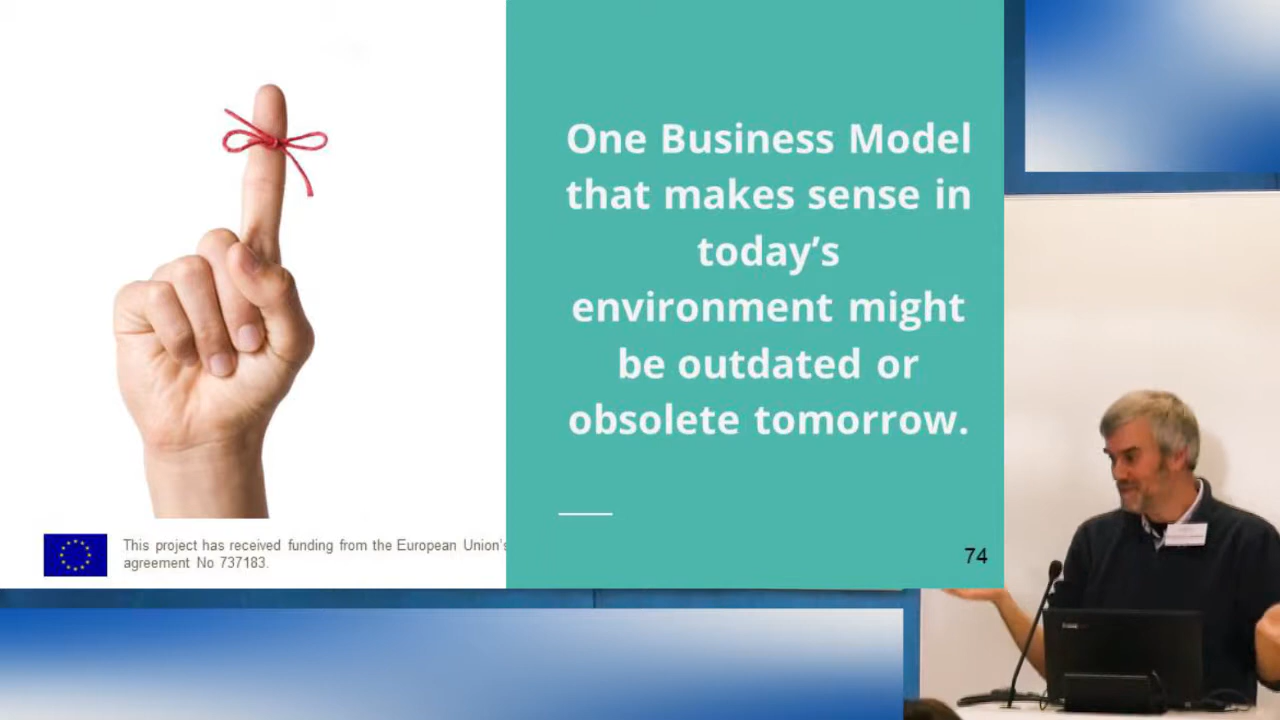 One Business Model
that makes sense in
today's
environment might
be outdated or
obsolete tomorrow.
This project has received funding from the European Union's
agreement No 737183.
74